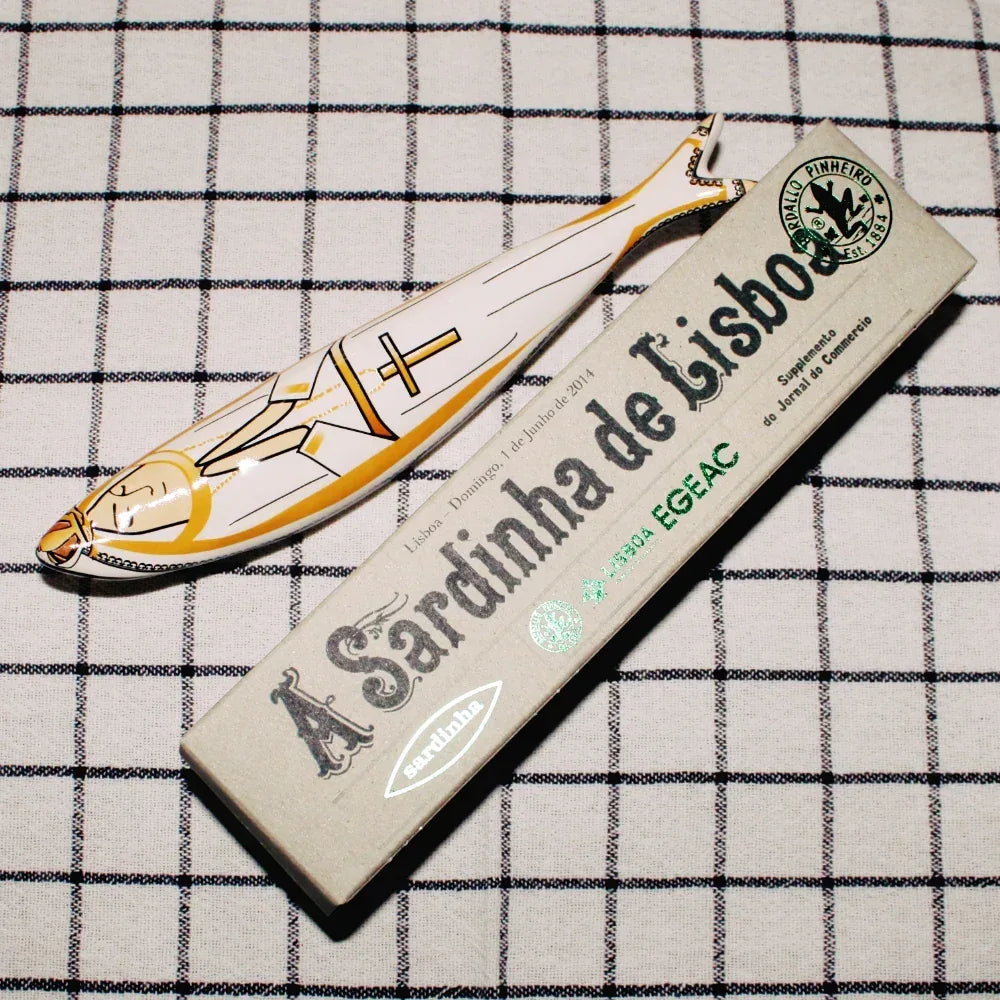 BORDALLO PINHEIRO
®
Est. 1884
Lisboa – Domingo, 1 de Junho de 2014
A Sardinha de Lisboa
Supplemento
do Jornal do Commercio
LISBOA EGEAC
sardinha